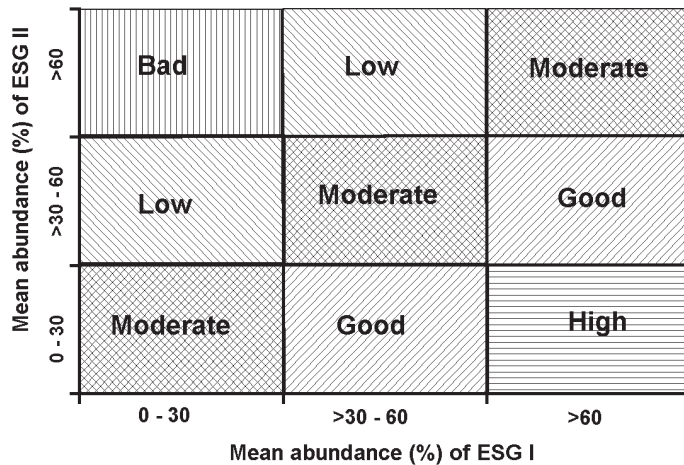 Mean abundance (%) of ESG II
>60
Bad
Low
Moderate
>30 - 60
Low
Moderate
Good
0 - 30
Moderate
Good
High
0 - 30
>30 - 60
>60
Mean abundance (%) of ESG I